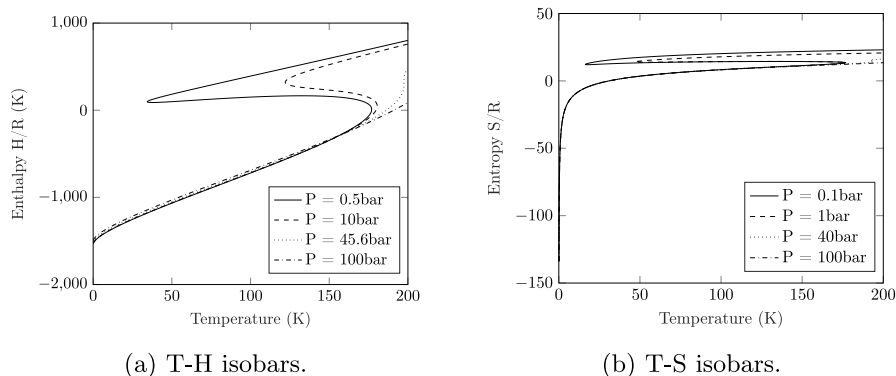 1,000
0
−1,000
−2,000
Enthalpy H/R (K)
P = 0.5bar
P = 10bar
P = 45.6bar
P = 100bar
0
50
100
150
200
Temperature (K)
(a) T-H isobars.
50
0
−50
−100
−150
Entropy S/R
P = 0.1bar
P = 1bar
P = 40bar
P = 100bar
0
50
100
150
200
Temperature (K)
(b) T-S isobars.